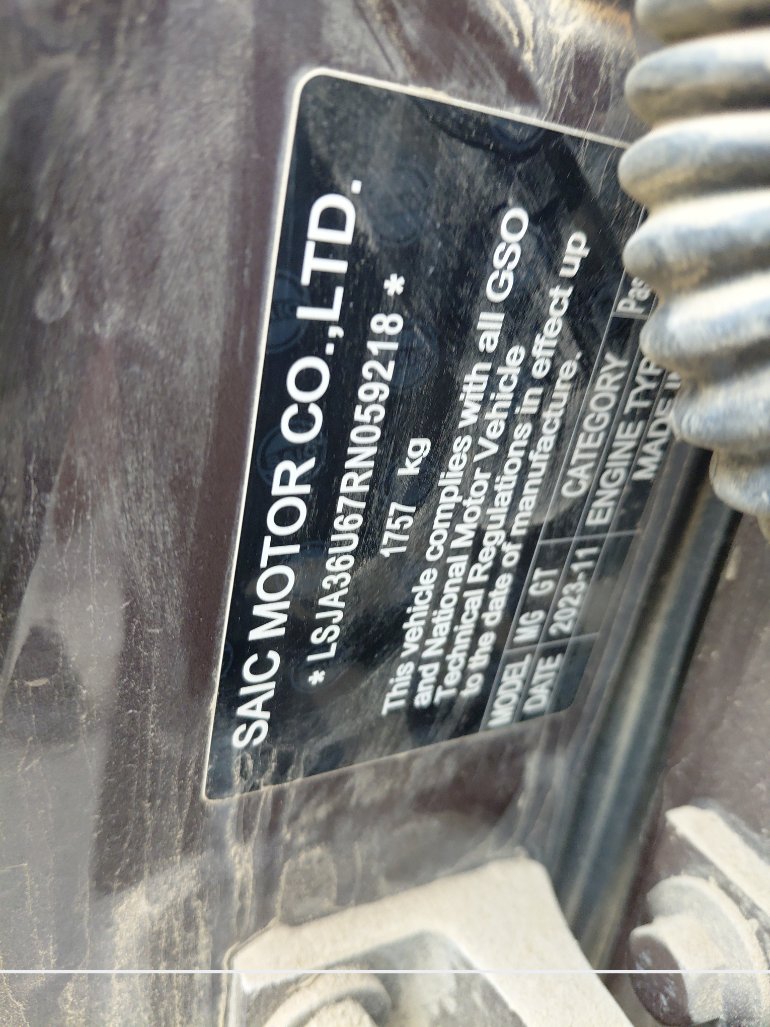 SAIC MOTOR CO.,LTD.
* LSJA36U67RN059218 *
1757 kg
This vehicle complies with all GSO
and National Motor Vehicle
Technical Regulations in effect up
to the date of manufacture.
MODEL MG GT CATEGORY
DATE 2023-11 ENGINE
MADE